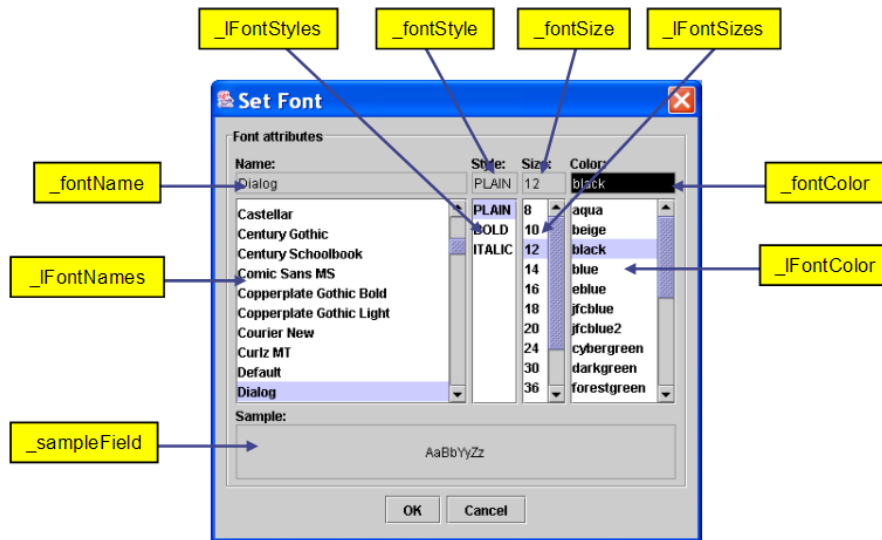 _lFontStyles
_fontStyle
_fontSize
_lFontSizes
Set Font
Font attributes
Name:
Style:
Size:
Color:
_fontName
Dialog
PLAIN
12
black
_fontColor
Castellar
Century Gothic
Century Schoolbook
Comic Sans MS
Copperplate Gothic Bold
Copperplate Gothic Light
Courier New
Curlz MT
Default
Dialog
PLAIN
BOLD
ITALIC
8
10
12
14
16
18
20
24
30
36
aqua
beige
black
blue
eblue
jfcblue
jfcblue2
cybergreen
darkgreen
forestgreen
_lFontNames
_lFontColor
Sample:
_sampleField
AaBbYyZz
OK
Cancel